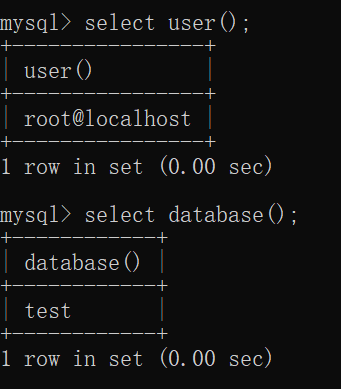 mysql> select user();
+----------------+
| user()         |
+----------------+
| root@localhost |
+----------------+
1 row in set (0.00 sec)

mysql> select database();
+------------+
| database() |
+------------+
| test       |
+------------+
1 row in set (0.00 sec)